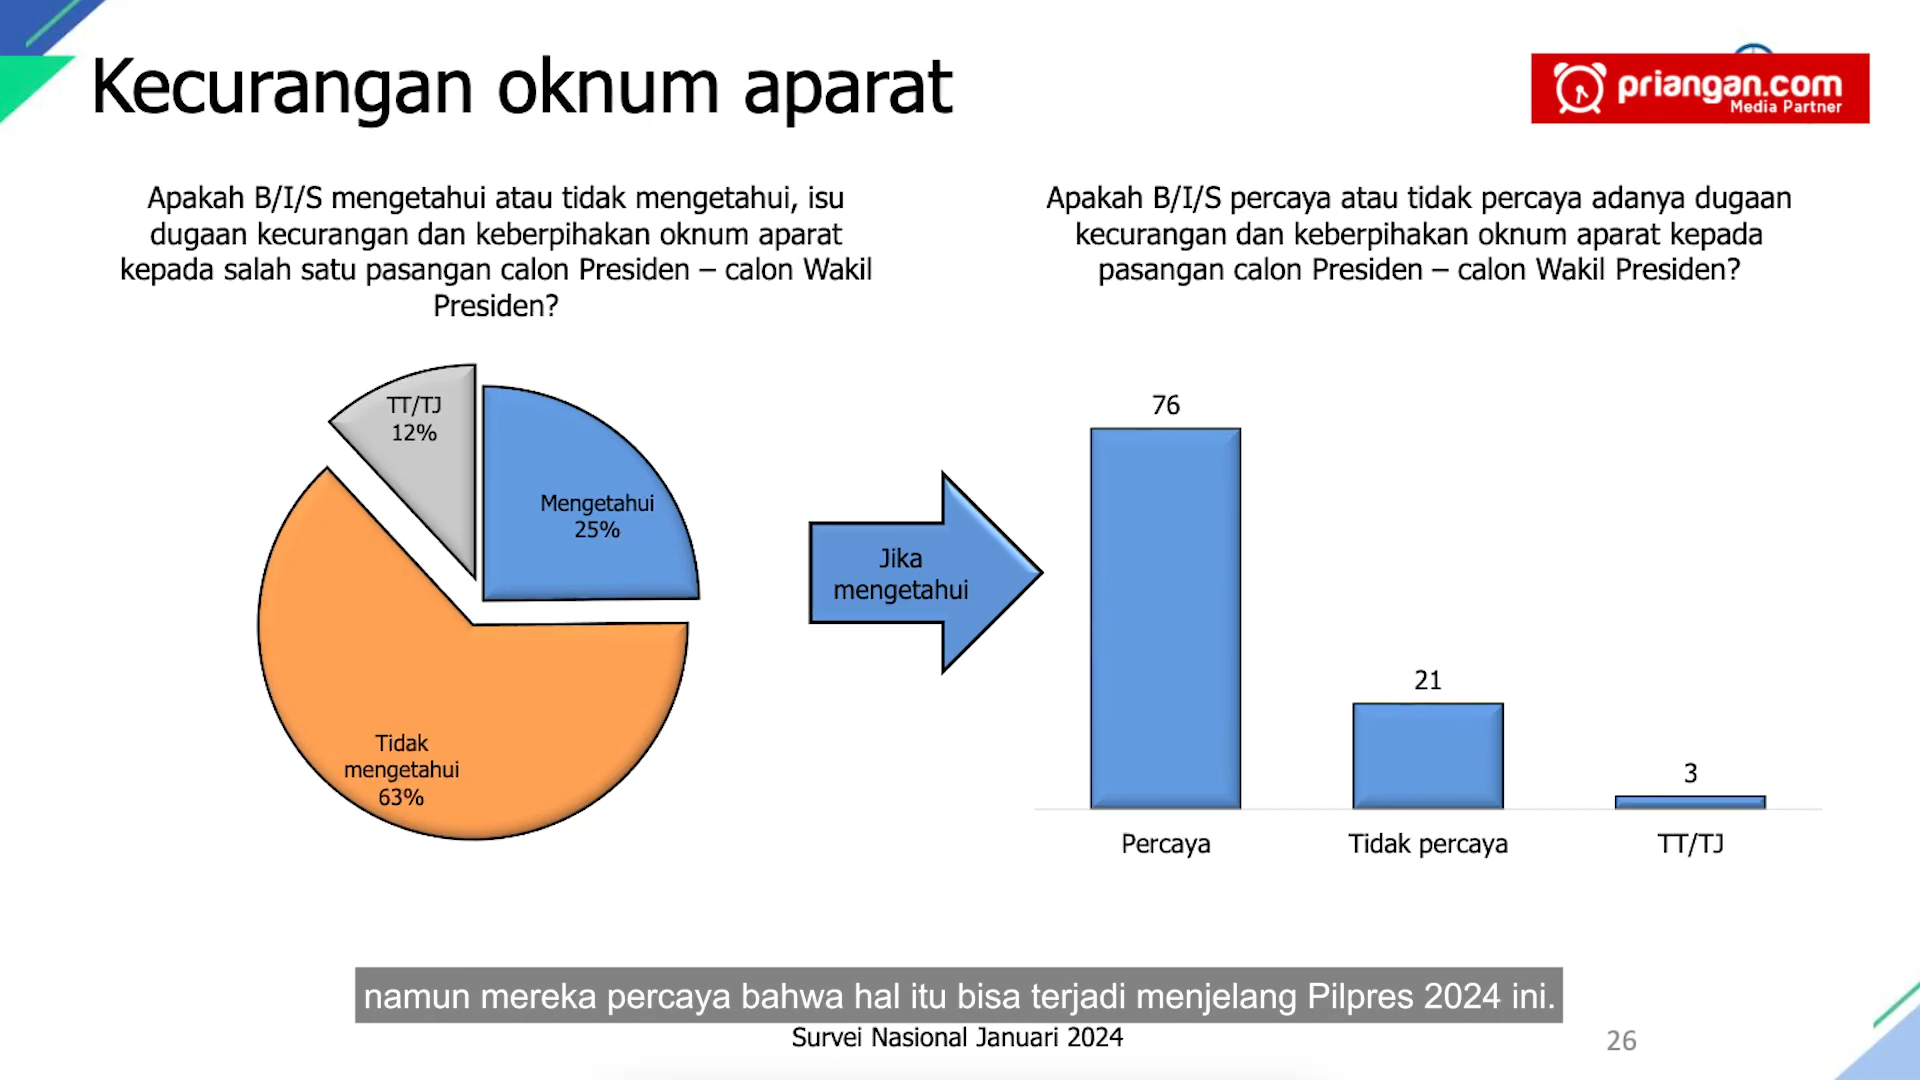 Kecurangan oknum aparat
priangan.com
Media Partner
Apakah B/I/S mengetahui atau tidak mengetahui, isu
dugaan kecurangan dan keberpihakan oknum aparat
kepada salah satu pasangan calon Presiden – calon Wakil
Presiden?
Apakah B/I/S percaya atau tidak percaya adanya dugaan
kecurangan dan keberpihakan oknum aparat kepada
pasangan calon Presiden – calon Wakil Presiden?
TT/TJ
12%
Mengetahui
25%
Tidak
mengetahui
63%
Jika
mengetahui
76
21
3
Percaya
Tidak percaya
TT/TJ
namun mereka percaya bahwa hal itu bisa terjadi menjelang Pilpres 2024 ini.
Survei Nasional Januari 2024
26